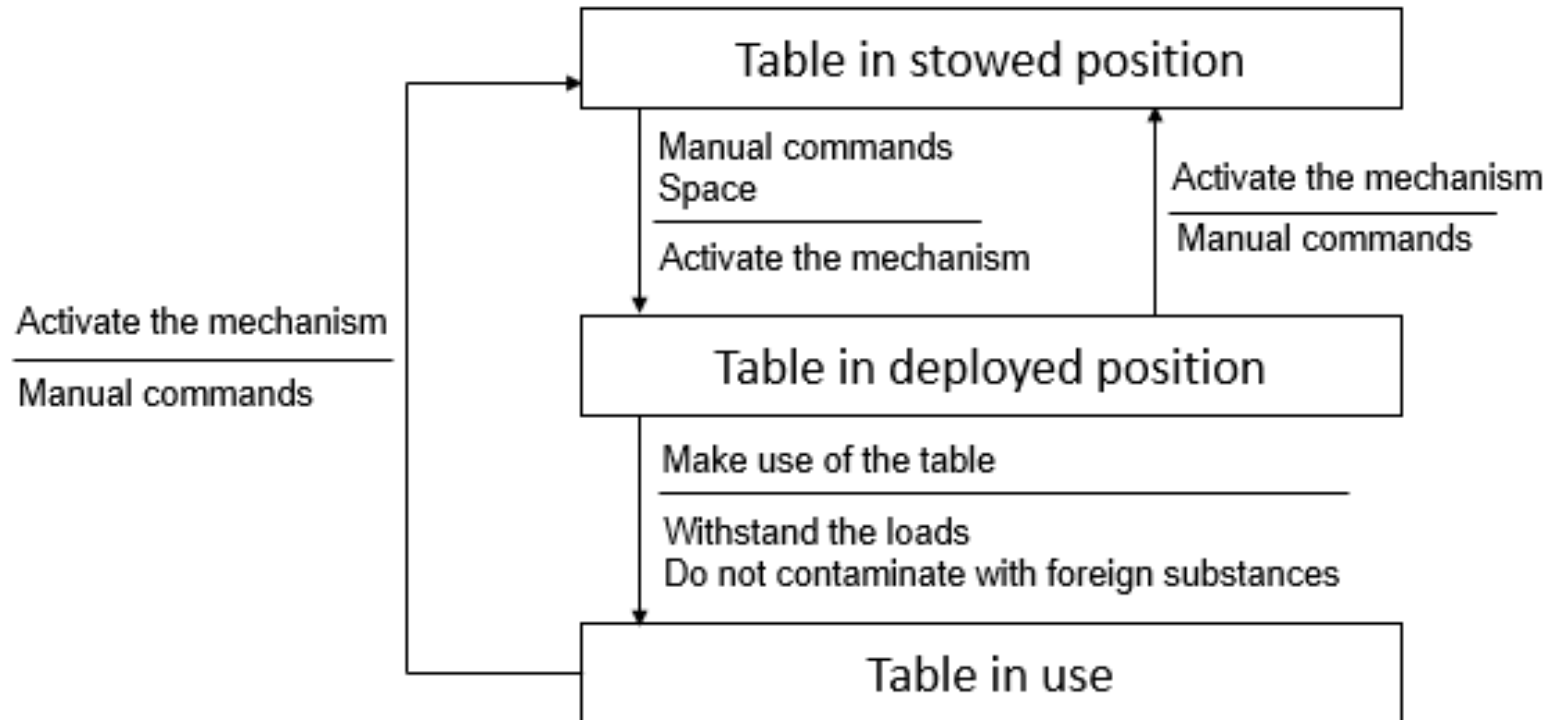 Table in stowed position
Manual commands
Space
Activate the mechanism
Activate the mechanism
Manual commands
Activate the mechanism
Manual commands
Table in deployed position
Make use of the table
Withstand the loads
Do not contaminate with foreign substances
Table in use